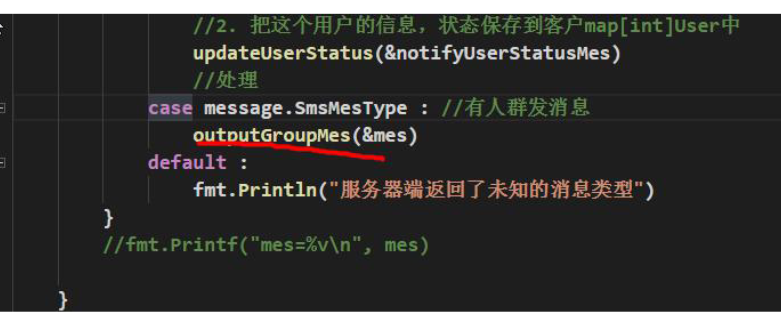 //2. 把这个用户的信息，状态保存到客户map[int]User中
updateUserStatus(&notifyUserStatusMes)
//处理
case message.SmsMesType : //有人群发消息
outputGroupMes(&mes)
default :
fmt.Println("服务器端返回了未知的消息类型")
}
//fmt.Printf("mes=%v\n", mes)
}